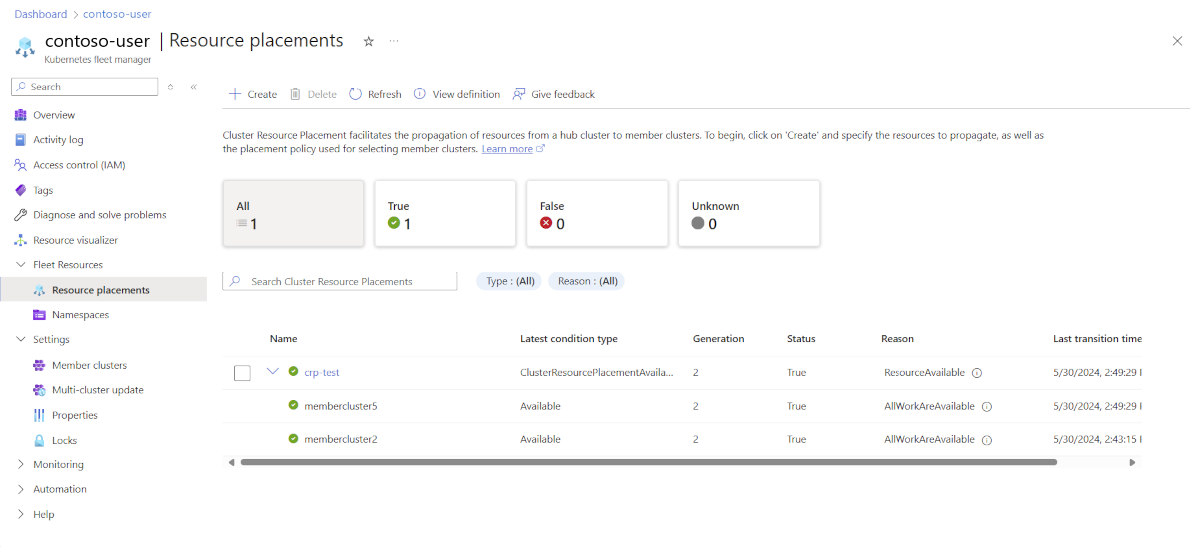 Dashboard > contoso-user
contoso-user | Resource placements
Kubernetes fleet manager
Search
Overview
Activity log
Access control (IAM)
Tags
Diagnose and solve problems
Resource visualizer
Fleet Resources
Resource placements
Namespaces
Settings
Member clusters
Multi-cluster update
Properties
Locks
Monitoring
Automation
Help
Create Delete Refresh View definition Give feedback
Cluster Resource Placement facilitates the propagation of resources from a hub cluster to member clusters. To begin, click on 'Create' and specify the resources to propagate, as well as
the placement policy used for selecting member clusters. Learn more
All
1
True
1
False
0
Unknown
0
Search Cluster Resource Placements Type : (All) Reason : (All)
Name Latest condition type Generation Status Reason Last transition time
crp-test ClusterResourcePlacementAvaila... 2 True ResourceAvailable 5/30/2024, 2:49:29
membercluster5 Available 2 True AllWorkAreAvailable 5/30/2024, 2:49:29
membercluster2 Available 2 True AllWorkAreAvailable 5/30/2024, 2:43:15